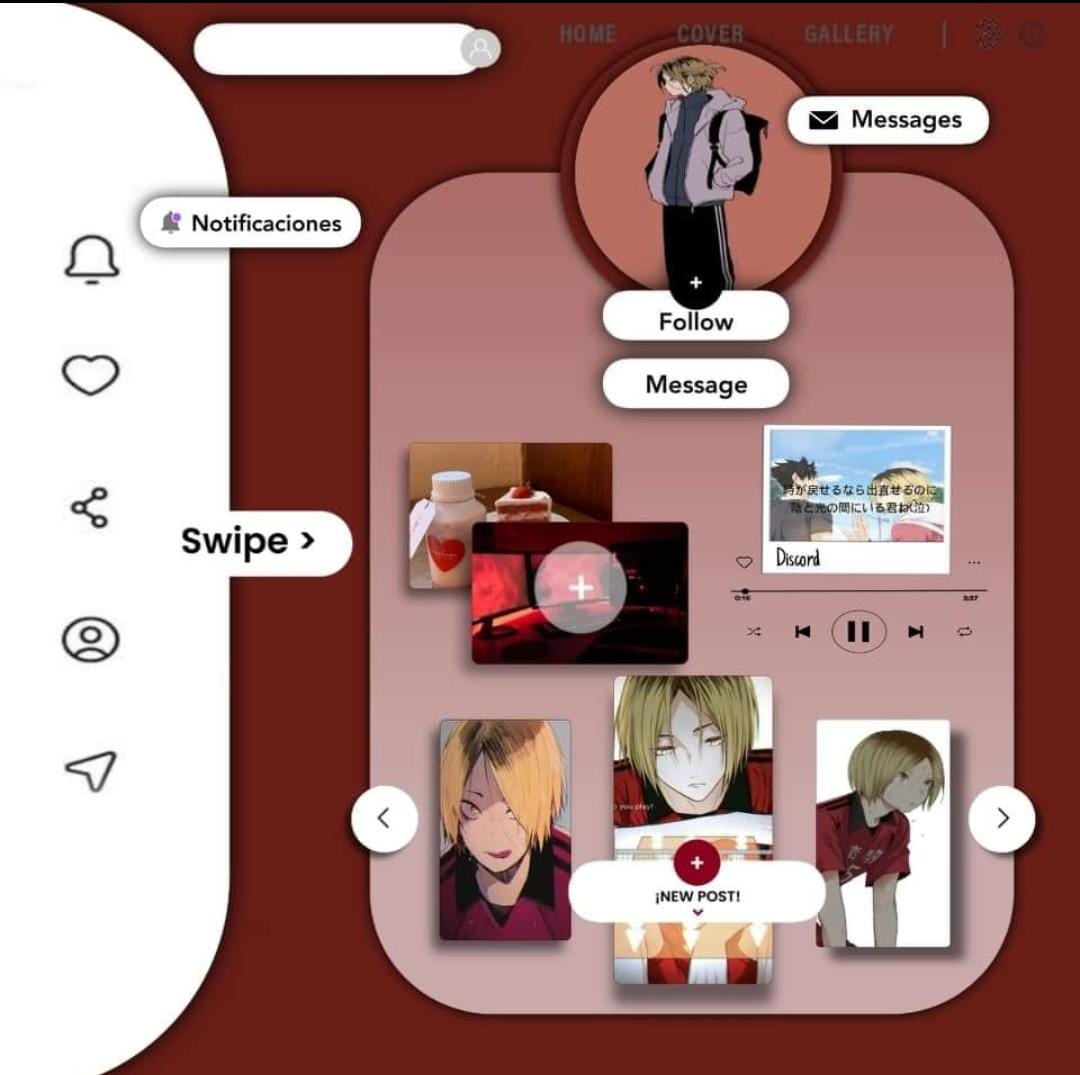 HOME COVER GALLERY |
Messages
Notificaciones
+
Follow
Message
Swipe >
時が戻せるなら出直せるのに
陰と光の間にいる君ね(泣)
Discord
...
0:16
3:37
you play?
+
¡NEW POST!